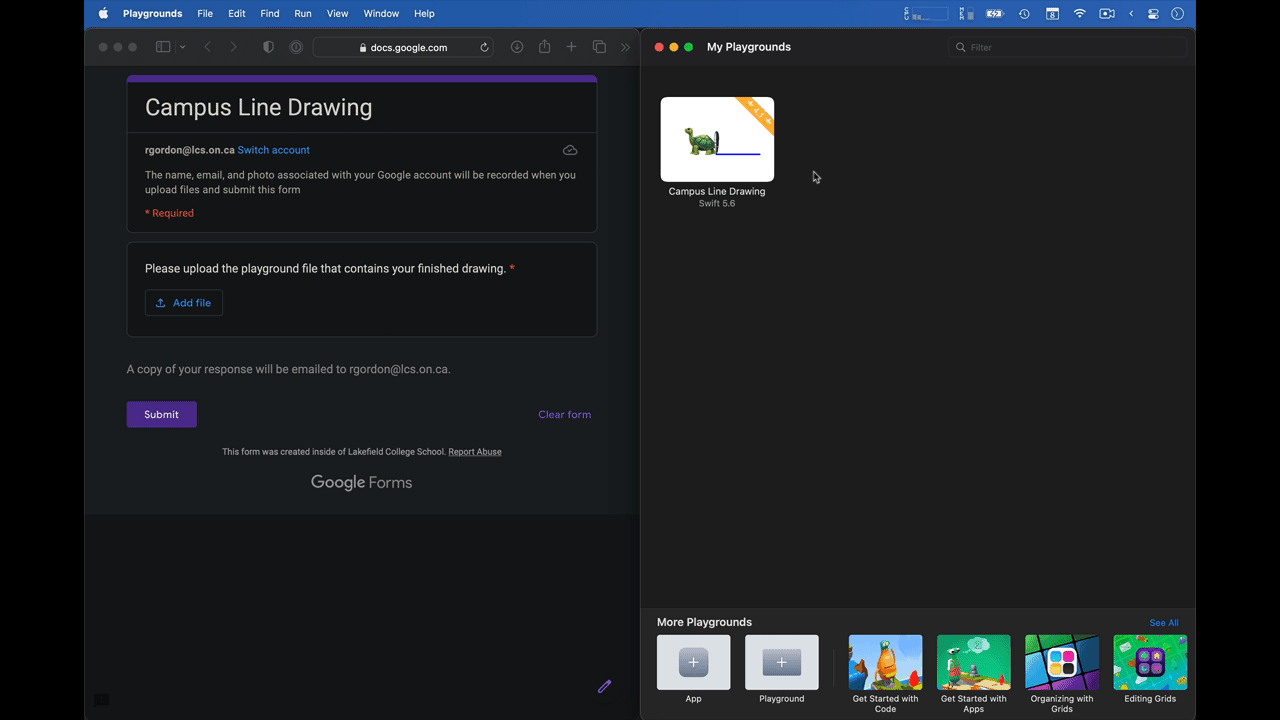 Playgrounds File Edit Find Run View Window Help
8
docs.google.com
My Playgrounds
Filter
Campus Line Drawing
rgordon@lcs.on.ca Switch account
The name, email, and photo associated with your Google account will be recorded when you
upload files and submit this form
* Required
Please upload the playground file that contains your finished drawing. *
Add file
A copy of your response will be emailed to rgordon@lcs.on.ca.
Submit
Clear form
This form was created inside of Lakefield College School. Report Abuse
Google Forms
Campus Line Drawing
Swift 5.6
More Playgrounds
See All
App
Playground
Get Started with
Code
Get Started with
Apps
Organizing with
Grids
Editing Grids